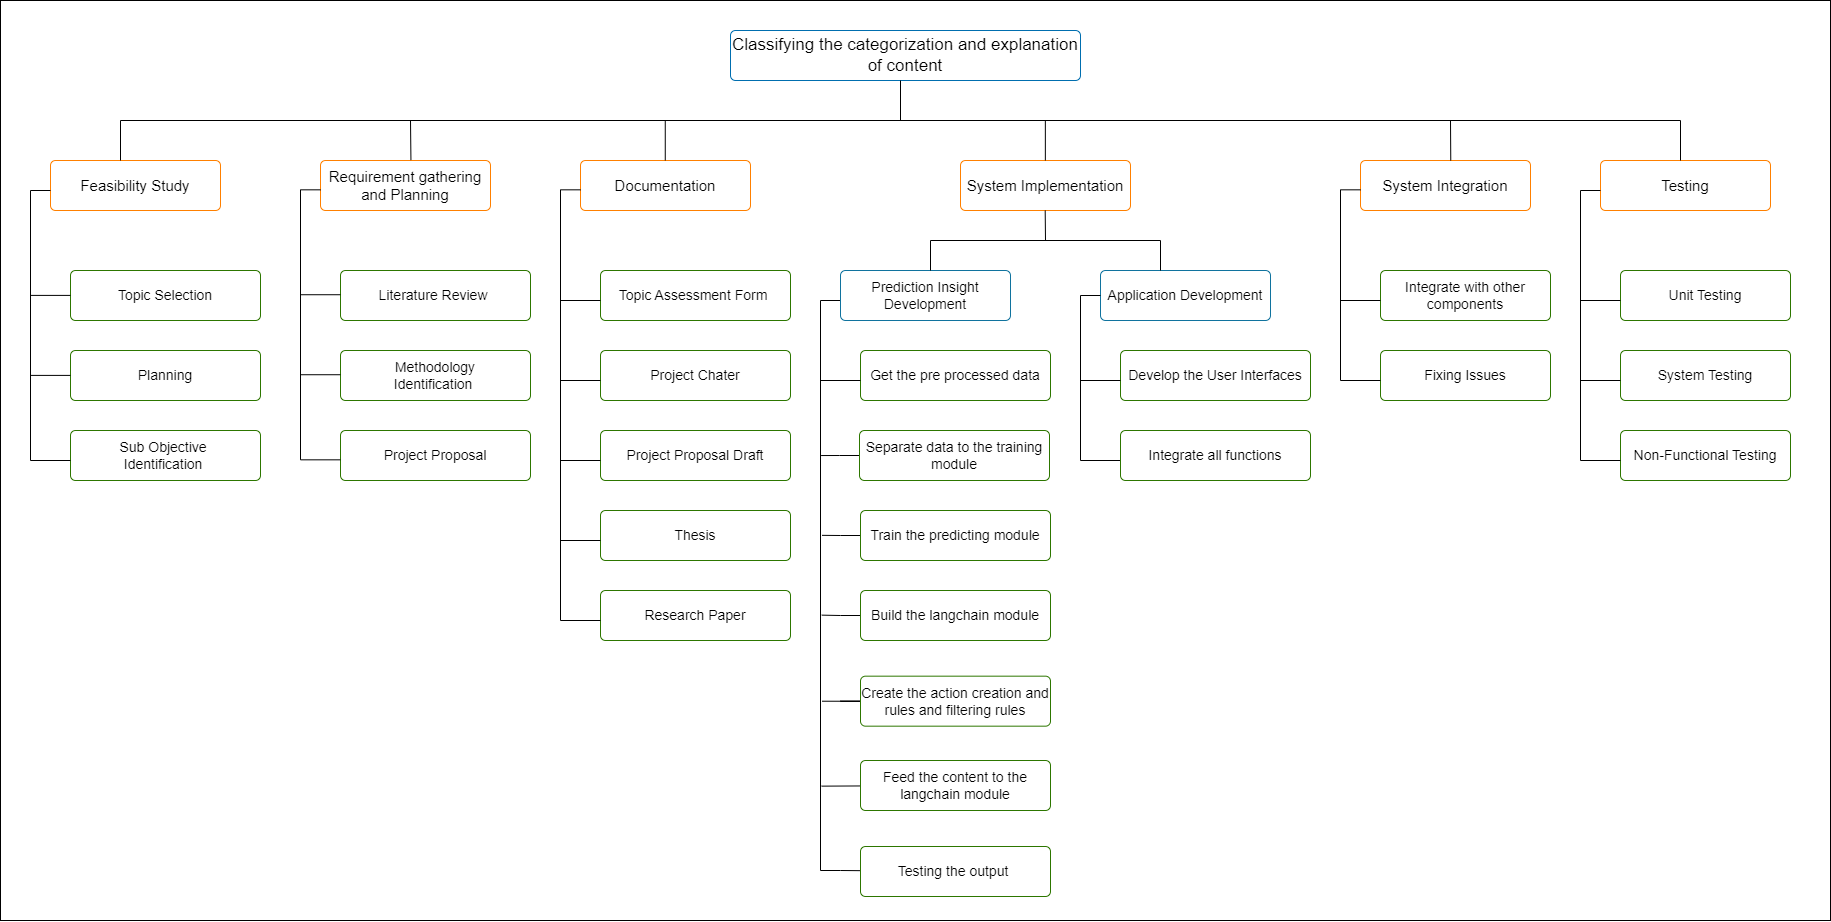 Classifying the categorization and explanation
of content
Feasibility Study
Topic Selection
Planning
Sub Objective
Identification
Requirement gathering
and Planning
Literature Review
Methodology
Identification
Project Proposal
Documentation
Topic Assessment Form
Project Chater
Project Proposal Draft
Thesis
Research Paper
System Implementation
Prediction Insight
Development
Get the pre processed data
Separate data to the training
module
Train the predicting module
Build the langchain module
Create the action creation and
rules and filtering rules
Feed the content to the
langchain module
Testing the output
Application Development
Develop the User Interfaces
Integrate all functions
System Integration
Integrate with other
components
Fixing Issues
Testing
Unit Testing
System Testing
Non-Functional Testing